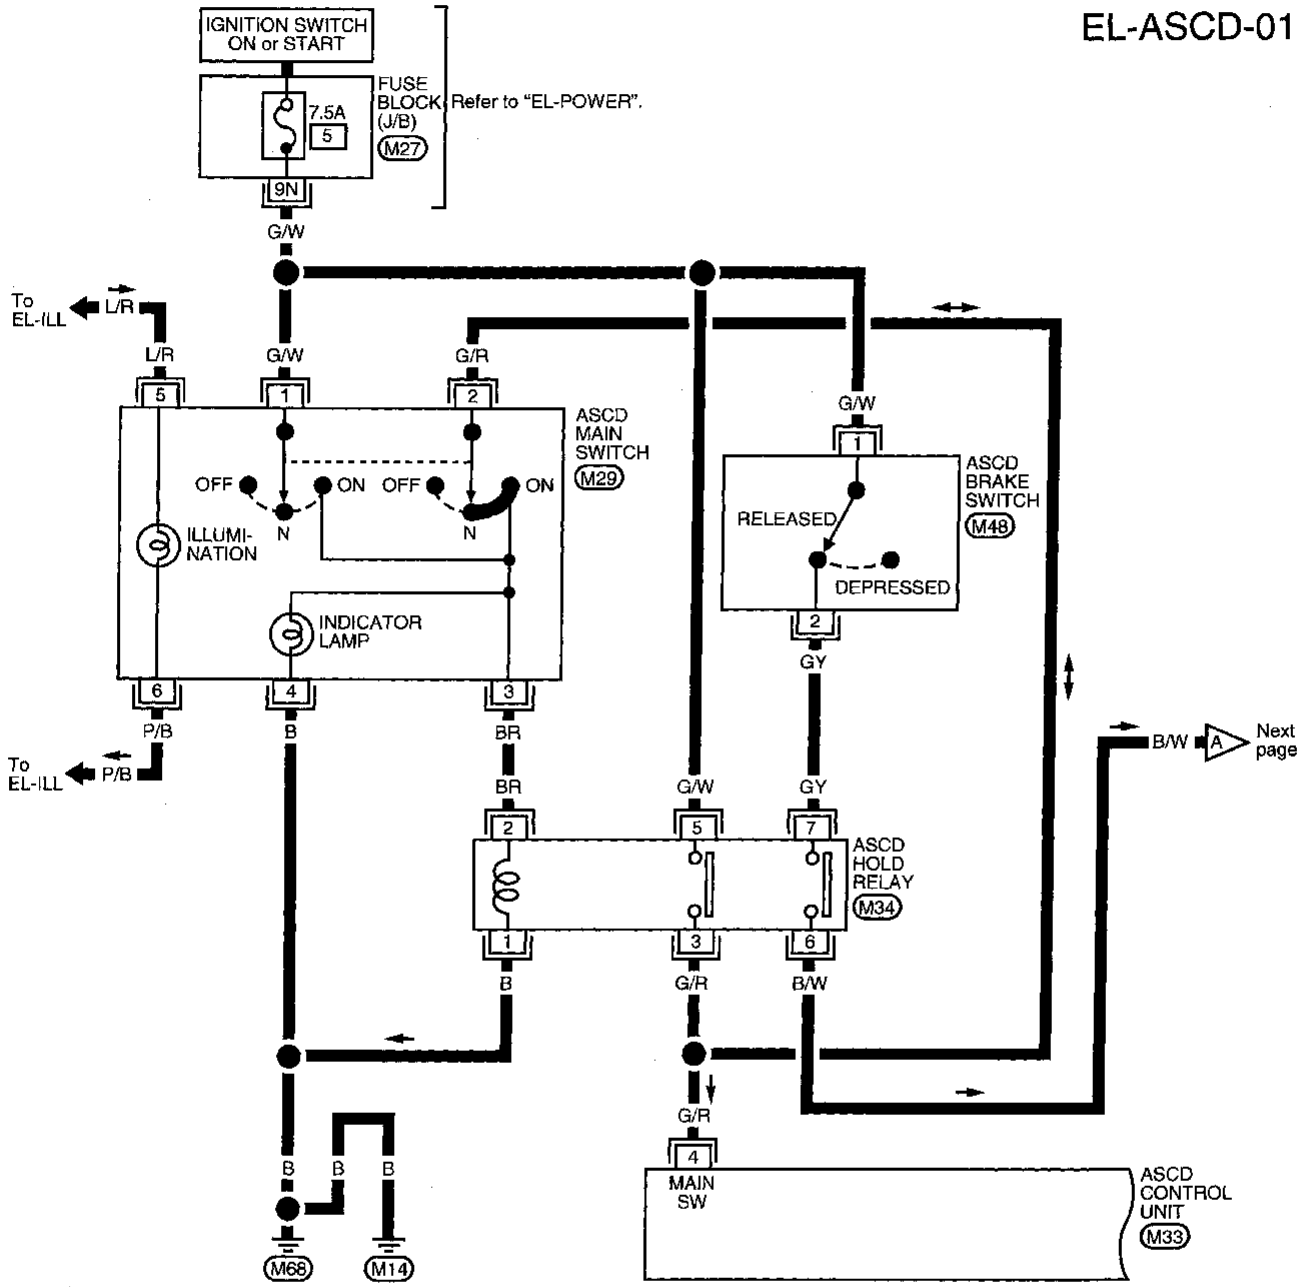 EL-ASCD-01
IGNITION SWITCH
ON or START
FUSE
BLOCK
(J/B)
M27
7.5A
5
Refer to "EL-POWER".
9N
G/W
To
EL-ILL
L/R
L/R
G/W
G/R
G/W
5
1
2
1
ASCD
MAIN
SWITCH
M29
OFF
ON
OFF
ON
N
N
ILLUMI-
NATION
INDICATOR
LAMP
ASCD
BRAKE
SWITCH
M48
RELEASED
DEPRESSED
2
GY
6
4
3
P/B
B
BR
To
EL-ILL
P/B
B/W
A
Next
page
BR
G/W
GY
2
5
7
ASCD
HOLD
RELAY
M34
1
3
6
B
G/R
B/W
G/R
B
B
B
4
MAIN
SW
ASCD
CONTROL
UNIT
M33
M68
M14